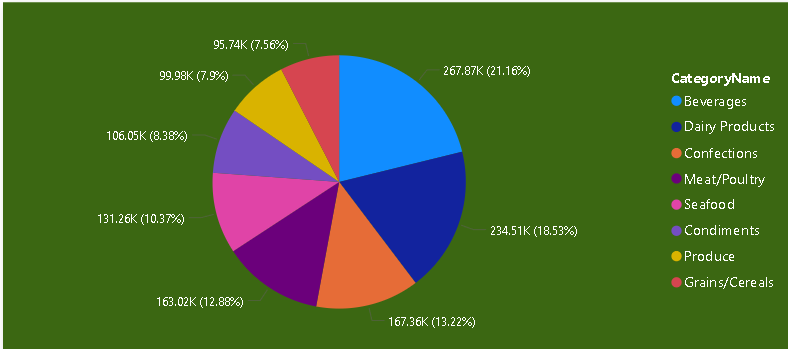 95.74K (7.56%)
267.87K (21.16%)
99.98K (7.9%)
106.05K (8.38%)
131.26K (10.37%)
234.51K (18.53%)
163.02K (12.88%)
167.36K (13.22%)
CategoryName
Beverages
Dairy Products
Confections
Meat/Poultry
Seafood
Condiments
Produce
Grains/Cereals